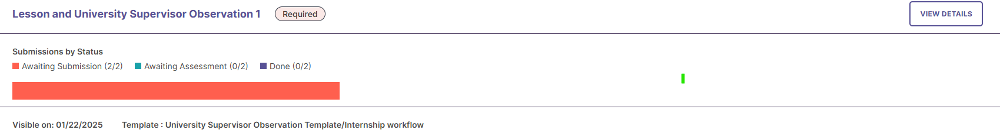 Lesson and University Supervisor Observation 1 Required VIEW DETAILS
Submissions by Status
Awaiting Submission (2/2) Awaiting Assessment (0/2) Done (0/2)
Visible on: 01/22/2025 Template : University Supervisor Observation Template/Internship workflow